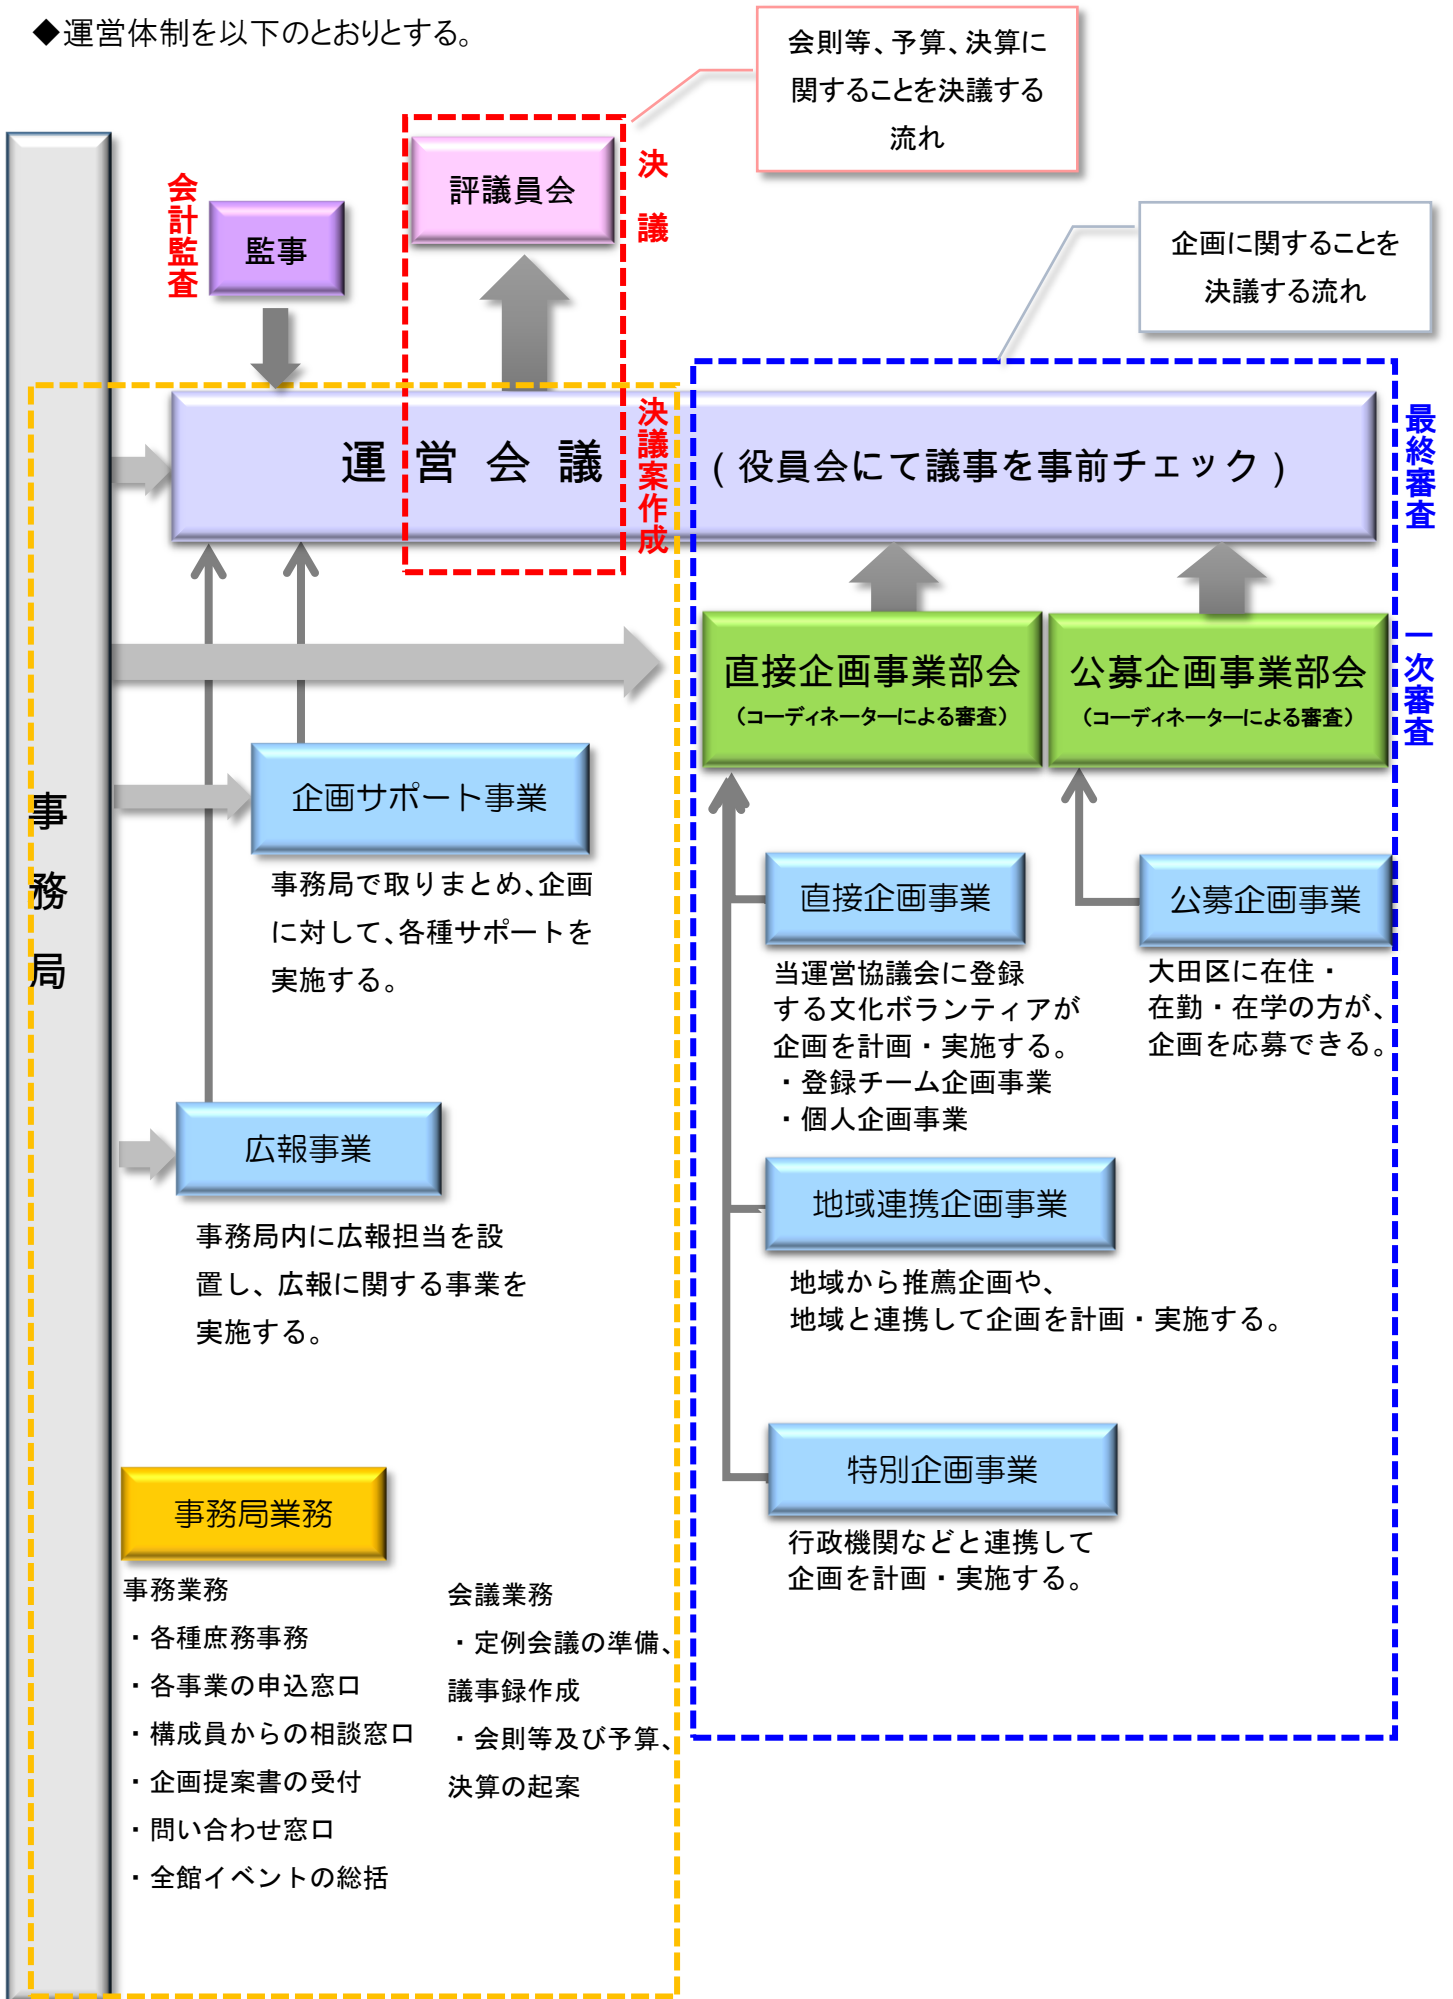 ◆運営体制を以下のとおりとする。
会則等、予算、決算に
関することを決議する
流れ
企画に関することを
決議する流れ
会計監査
監事
評議員会
決議
運営会議
(役員会にて議事を事前チェック)
決議案作成
最終審査
一次審査
直接企画事業部会
(コーディネーターによる審査)
公募企画事業部会
(コーディネーターによる審査)
事務局
企画サポート事業
事務局で取りまとめ、企画
に対して、各種サポートを
実施する。
広報事業
事務局内に広報担当を設
置し、広報に関する事業を
実施する。
直接企画事業
当運営協議会に登録
する文化ボランティアが
企画を計画・実施する。
・登録チーム企画事業
・個人企画事業
公募企画事業
大田区に在住・
在勤・在学の方が、
企画を応募できる。
地域連携企画事業
地域から推薦企画や、
地域と連携して企画を計画・実施する。
特別企画事業
行政機関などと連携して
企画を計画・実施する。
事務局業務
事務業務
・各種庶務事務
・各事業の申込窓口
・構成員からの相談窓口
・企画提案書の受付
・問い合わせ窓口
・全館イベントの総括
会議業務
・定例会議の準備、
議事録作成
・会則等及び予算、
決算の起案